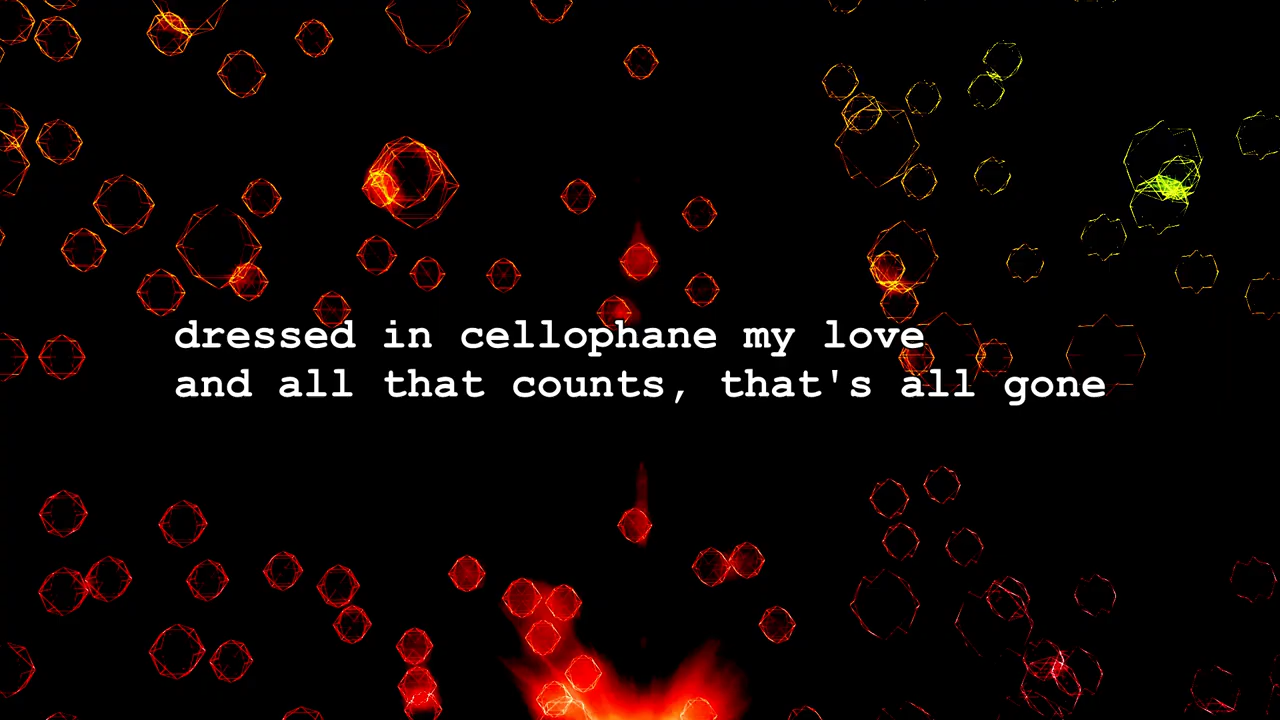 dressed in cellophane my love
and all that counts, that's all gone